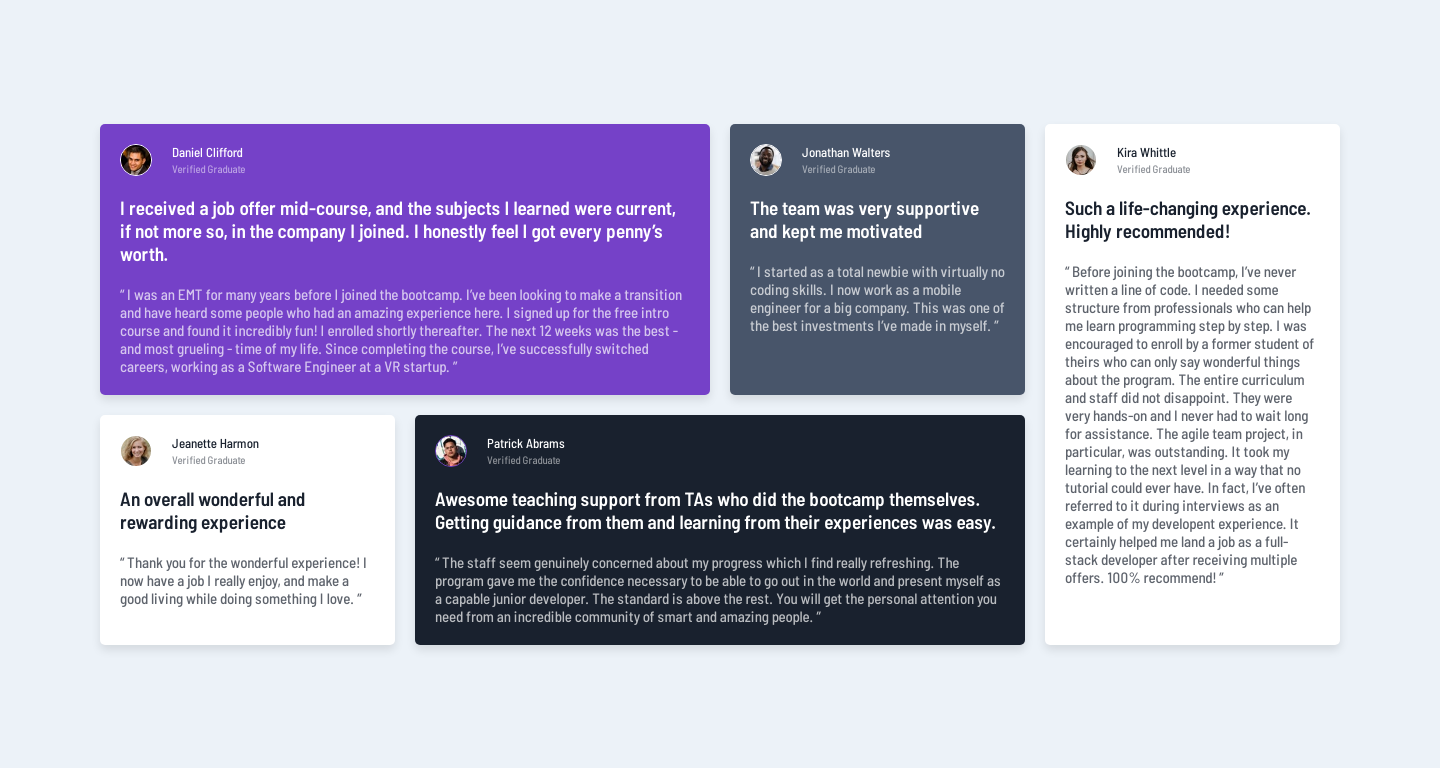 Daniel Clifford
Verified Graduate
I received a job offer mid-course, and the subjects I learned were current,
if not more so, in the company I joined. I honestly feel I got every penny’s
worth.
“ I was an EMT for many years before I joined the bootcamp. I’ve been looking to make a transition
and have heard some people who had an amazing experience here. I signed up for the free intro
course and found it incredibly fun! I enrolled shortly thereafter. The next 12 weeks was the best -
and most grueling - time of my life. Since completing the course, I’ve successfully switched
careers, working as a Software Engineer at a VR startup. ”
Jonathan Walters
Verified Graduate
The team was very supportive
and kept me motivated
“ I started as a total newbie with virtually no
coding skills. I now work as a mobile
engineer for a big company. This was one of
the best investments I’ve made in myself. ”
Kira Whittle
Verified Graduate
Such a life-changing experience.
Highly recommended!
“ Before joining the bootcamp, I’ve never
written a line of code. I needed some
structure from professionals who can help
me learn programming step by step. I was
encouraged to enroll by a former student of
theirs who can only say wonderful things
about the program. The entire curriculum
and staff did not disappoint. They were
very hands-on and I never had to wait long
for assistance. The agile team project, in
particular, was outstanding. It took my
learning to the next level in a way that no
tutorial could ever have. In fact, I’ve often
referred to it during interviews as an
example of my developent experience. It
certainly helped me land a job as a full-
stack developer after receiving multiple
offers. 100% recommend! ”
Jeanette Harmon
Verified Graduate
An overall wonderful and
rewarding experience
“ Thank you for the wonderful experience! I
now have a job I really enjoy, and make a
good living while doing something I love. ”
Patrick Abrams
Verified Graduate
Awesome teaching support from TAs who did the bootcamp themselves.
Getting guidance from them and learning from their experiences was easy.
“ The staff seem genuinely concerned about my progress which I find really refreshing. The
program gave me the confidence necessary to be able to go out in the world and present myself as
a capable junior developer. The standard is above the rest. You will get the personal attention you
need from an incredible community of smart and amazing people. ”